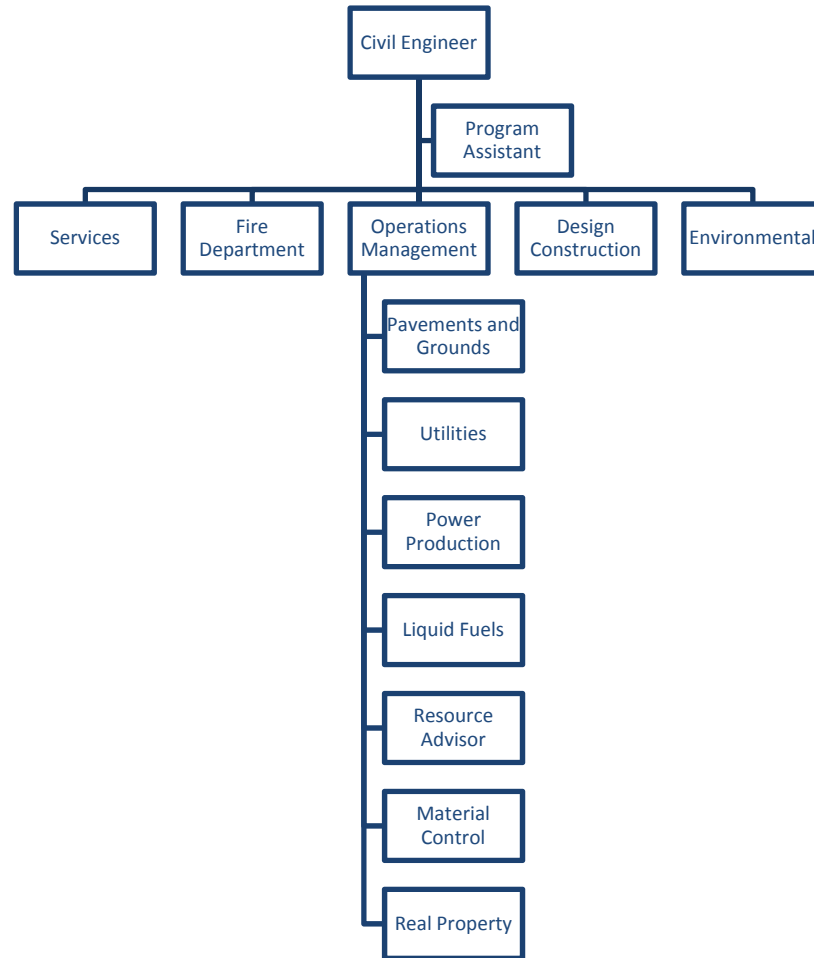 Civil Engineer
Program
Assistant
Services
Fire
Department
Operations
Management
Design
Construction
Environmental
Pavements and
Grounds
Utilities
Power
Production
Liquid Fuels
Resource
Advisor
Material
Control
Real Property